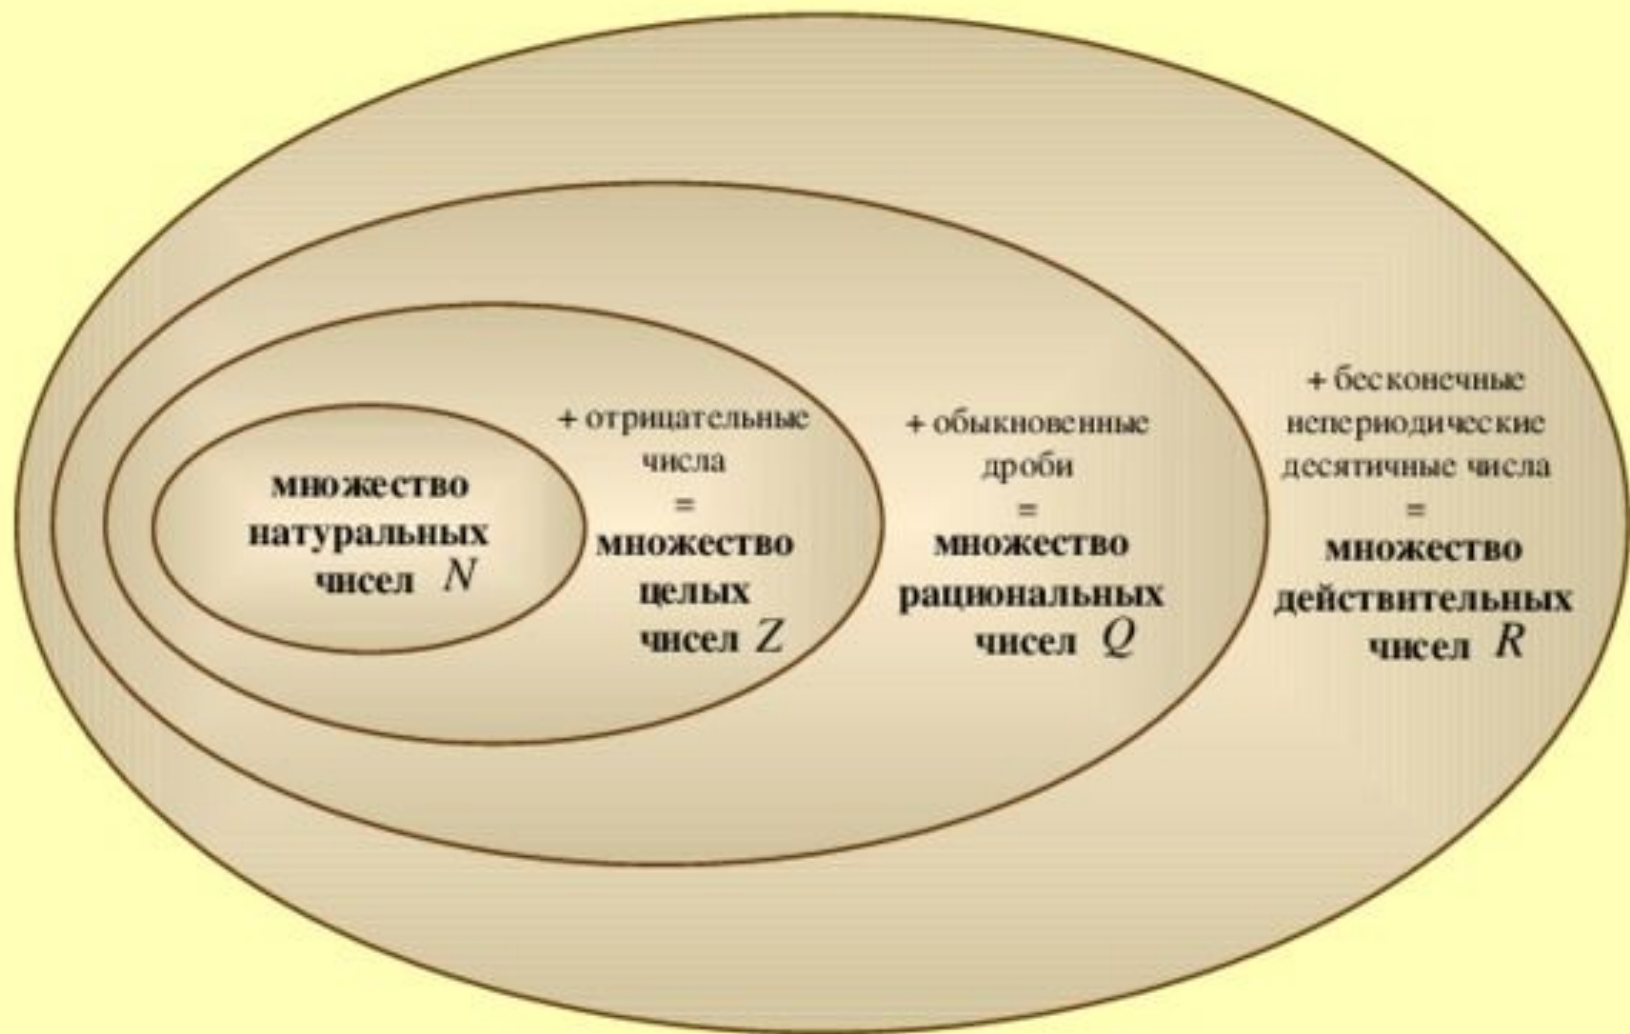 множество
натуральных
чисел N
+ отрицательные
числа
=
множество
целых
чисел Z
+ обыкновенные
дроби
=
множество
рациональных
чисел Q
+ бесконечные
непериодические
десятичные числа
=
множество
действительных
чисел R